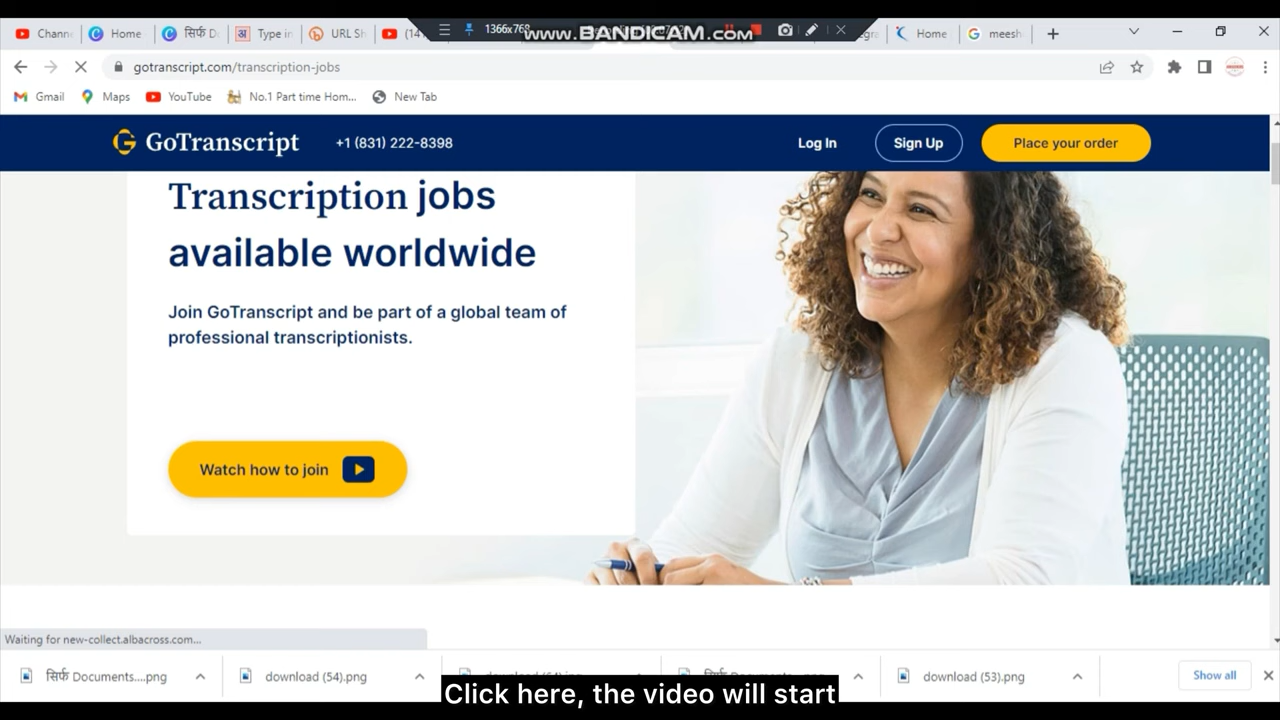 Chann
Home
सिर्फ D
Type in
URL Sh
(14
1366x768
www.BANDICAM.com
gra
Home
meesh
gotranscript.com/transcription-jobs
Gmail
Maps
YouTube
No.1 Part time Hom...
New Tab
GoTranscript
+1 (831) 222-8398
Log In
Sign Up
Place your order
Transcription jobs
available worldwide
Join GoTranscript and be part of a global team of
professional transcriptionists.
Watch how to join
Waiting for new-collect.albacross.com...
सिर्फ Documents....png
download (54).png
download (53).png
Show all
Click here, the video will start